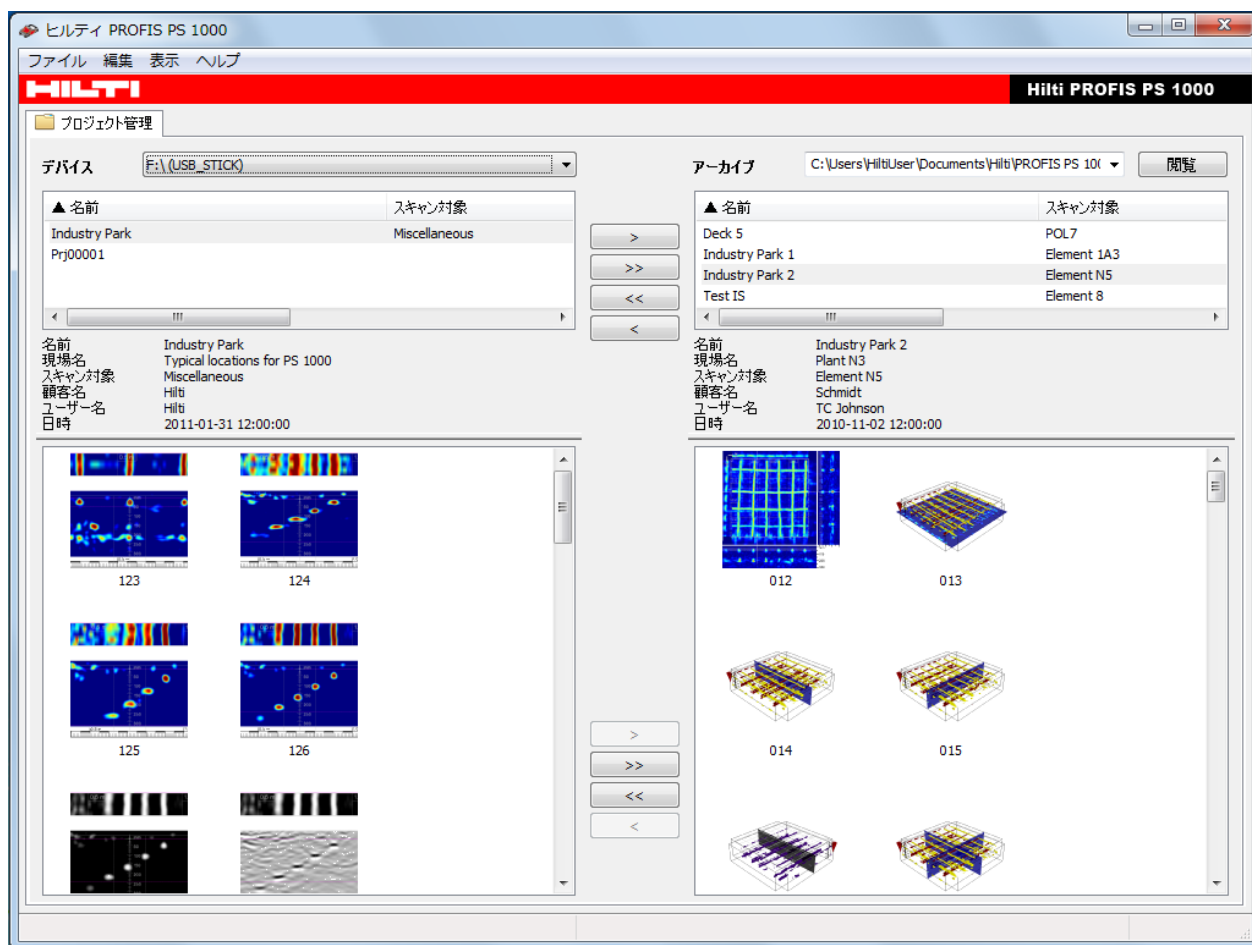 ヒルティ PROFIS PS 1000
ファイル 編集 表示 ヘルプ
HILTI
Hilti PROFIS PS 1000
プロジェクト管理
デバイス F:\ (USB_STICK)
▲ 名前 スキャン対象
Industry Park Miscellaneous
Prj00001
名前 Industry Park
現場名 Typical locations for PS 1000
スキャン対象 Miscellaneous
顧客名 Hilti
ユーザー名 Hilti
日時 2011-01-31 12:00:00
123 124
125 126
>
>>
<<
<
>
>>
<<
<
アーカイブ C:\Users\HiltiUser\Documents\Hilti\PROFIS PS 10( 閲覧
▲ 名前 スキャン対象
Deck 5 POL7
Industry Park 1 Element 1A3
Industry Park 2 Element N5
Test IS Element 8
名前 Industry Park 2
現場名 Plant N3
スキャン対象 Element N5
顧客名 Schmidt
ユーザー名 TC Johnson
日時 2010-11-02 12:00:00
012 013
014 015